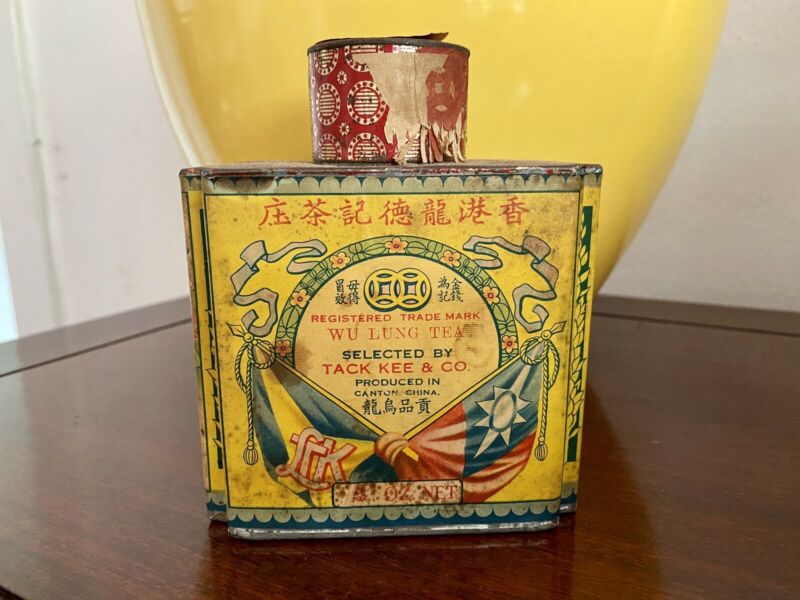 香港龍德記茶庄
金錢為記
毋得冒效
REGISTERED TRADE MARK
WU LUNG TEA
SELECTED BY
TACK KEE & CO.
PRODUCED IN
CANTON, CHINA.
貢品烏龍
TK
OZ. NET